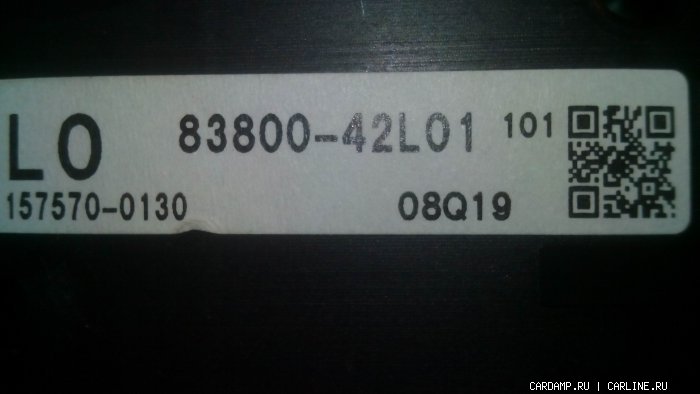 LO 83800-42L01 101
157570-0130 08Q19
CARDAMP.RU | CARLINE.RU